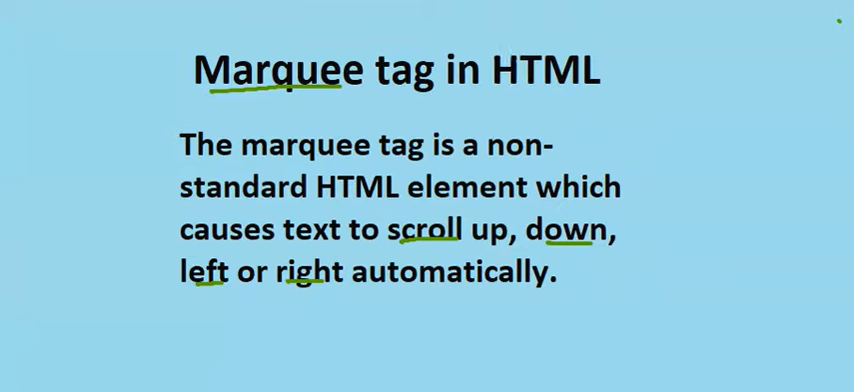 Marquee tag in HTML
The marquee tag is a non-
standard HTML element which
causes text to scroll up, down,
left or right automatically.